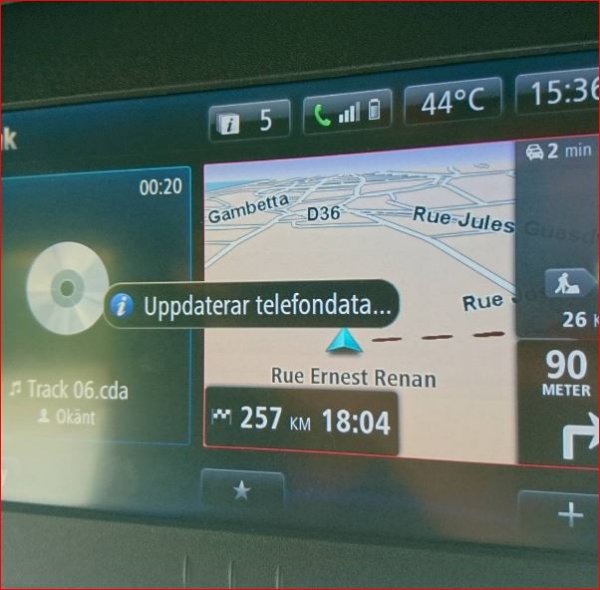 5
44°C
15:36
00:20
2 min
Gambetta
D36
Rue Jules Guesde
Uppdaterar telefondata...
Rue
26
Track 06.cda
Okänt
Rue Ernest Renan
90
METER
257 KM 18:04